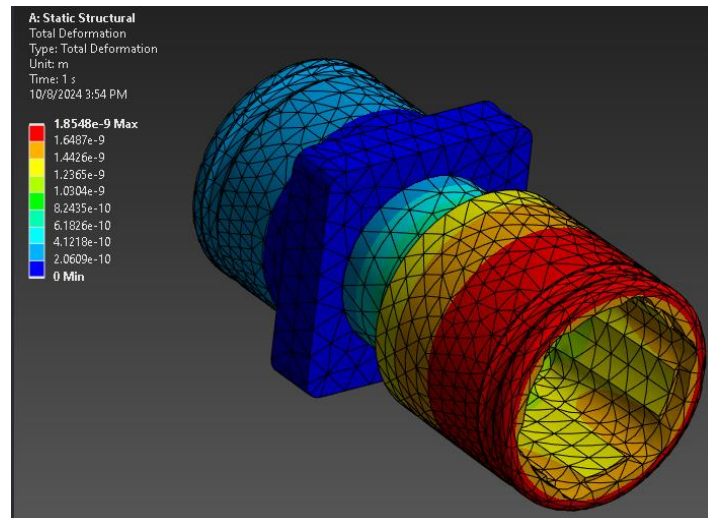 A: Static Structural
Total Deformation
Type: Total Deformation
Unit: m
Time: 1 s
10/8/2024 3:54 PM
1.8548e-9 Max
1.6487e-9
1.4426e-9
1.2365e-9
1.0304e-9
8.2435e-10
6.1826e-10
4.1218e-10
2.0609e-10
0 Min